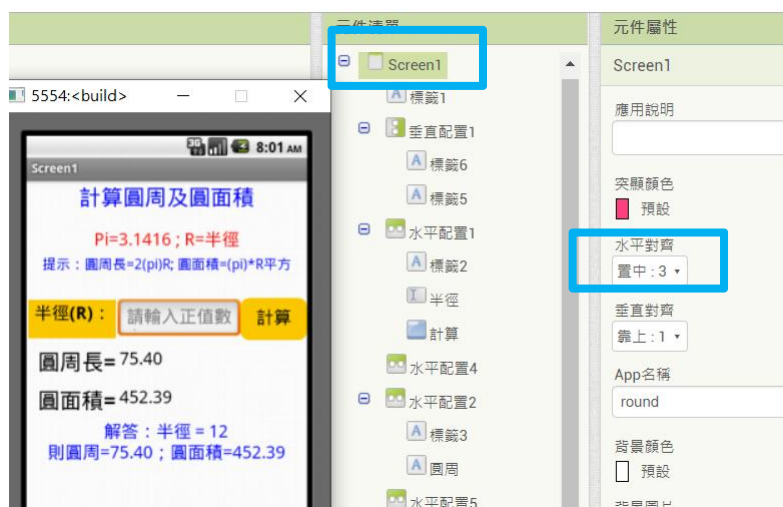 元件清單
Screen1
標籤1
垂直配置1
標籤6
標籤5
水平配置1
標籤2
半徑
計算
水平配置4
水平配置2
標籤3
圓周
水平配置5
元件屬性
Screen1
應用說明
突顯顏色
預設
水平對齊
置中 : 3
垂直對齊
靠上 : 1
App名稱
round
背景顏色
預設
背景圖片
5554:<build>
3G
8:01 AM
Screen1
計算圓周及圓面積
Pi=3.1416 ; R=半徑
提示：圓周長=2(pi)R; 圓面積=(pi)*R平方
半徑(R)： 請輸入正值數 計算
圓周長= 75.40
圓面積= 452.39
解答：半徑 = 12
則圓周=75.40；圓面積=452.39